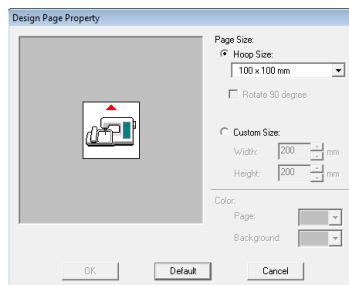 Design Page Property
Page Size:
Hoop Size:
100 x 100 mm
Rotate 90 degree
Custom Size:
Width: 200 mm
Height: 200 mm
Color:
Page:
Background:
OK Default Cancel